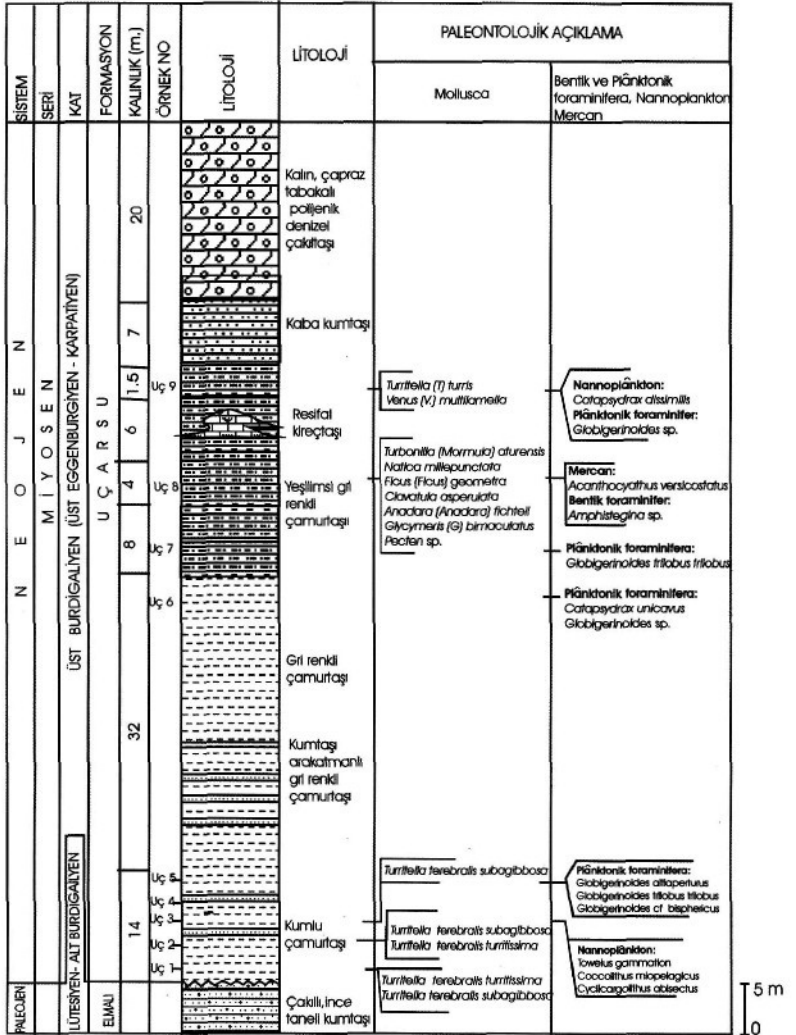 SİSTEM
SERİ
KAT
FORMASYON
KALINLIK (m.)
ÖRNEK NO
LİTOLOJİ
LİTOLOJİ
PALEONTOLOJİK AÇIKLAMA
Mollusca
Bentik ve Plânktonik
foraminifera, Nannoplankton
Mercan
NEOJEN
MİYOSEN
ÜST BURDİGALİYEN (ÜST EGGENBURGİYEN - KARPATİYEN)
UÇARSU
20
7
1.5
6
4
8
32
14
Kalın, çapraz
tabakalı
polijenik
denizel
çakıltaşı
Kaba kumtaşı
Uç 9
Turritella (T) turris
Venus (V.) multilamella
Nannoplânkton:
Catapsydrax dissimilis
Plânktonik foraminifer:
Globigerinoides sp.
Resifal
kireçtaşı
Uç 8
Yeşilimsi gri
renkli
çamurtaşı
Turbonilla (Mormula) aturensis
Natica millepunctata
Ficus (Ficus) geometra
Clavatula asperulata
Anadara (Anadara) fichteli
Glycymeris (G) bimaculatus
Pecten sp.
Mercan:
Acanthocyathus versicostatus
Bentik foraminifer:
Amphistegina sp.
Uç 7
Plânktonik foraminifera:
Globigerinoides trilobus trilobus
Uç 6
Plânktonik foraminifera:
Catapsydrax unicavus
Globigerinoides sp.
Gri renkli
çamurtaşı
Kumtaşı
arakatmanlı
gri renkli
çamurtaşı
Uç 5
Turritella terebralis subagibbosa
Plânktonik foraminifera:
Globigerinoides altiaperturus
Globigerinoides trilobus trilobus
Globigerinoides cf bisphericus
Uç 4
Uç 3
Uç 2
Uç 1
Kumlu
çamurtaşı
Turritella terebralis subagibbosa
Turritella terebralis turritissima
Nannoplânkton:
Toweius gammation
Coccolithus miopelagicus
Cyclicargolithus abisectus
Turritella terebralis turritissima
Turritella terebralis subagibbosa
PALEOJEN
LÜTESİYEN- ALT BURDİGALİYEN
ELMALI
Çakıllı,ince
taneli kumtaşı
5 m
0